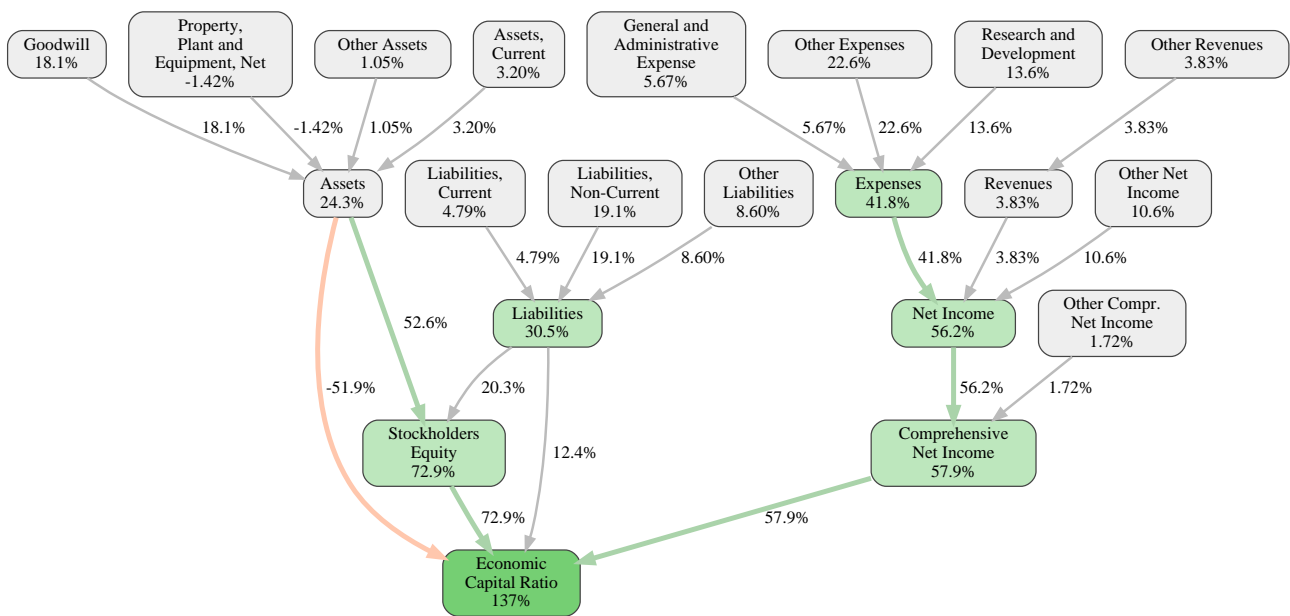 Goodwill
18.1%
Property,
Plant and
Equipment, Net
-1.42%
Other Assets
1.05%
Assets,
Current
3.20%
General and
Administrative
Expense
5.67%
Other Expenses
22.6%
Research and
Development
13.6%
Other Revenues
3.83%
18.1%
-1.42%
1.05%
3.20%
5.67%
22.6%
13.6%
3.83%
Assets
24.3%
Liabilities,
Current
4.79%
Liabilities,
Non-Current
19.1%
Other
Liabilities
8.60%
Expenses
41.8%
Revenues
3.83%
Other Net
Income
10.6%
4.79%
19.1%
8.60%
41.8%
3.83%
10.6%
52.6%
Liabilities
30.5%
Net Income
56.2%
Other Compr.
Net Income
1.72%
-51.9%
20.3%
56.2%
1.72%
Stockholders
Equity
72.9%
12.4%
Comprehensive
Net Income
57.9%
72.9%
57.9%
Economic
Capital Ratio
137%